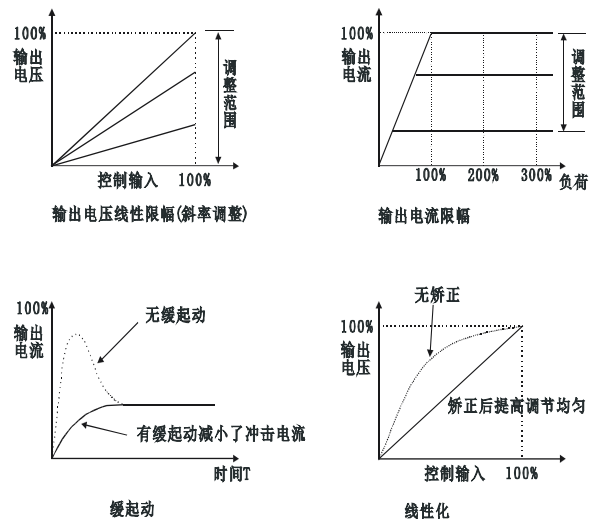 100%
输出
电压
调整范围
控制输入 100%
输出电压线性限幅(斜率调整)
100%
输出
电流
调整范围
100% 200% 300%
负荷
输出电流限幅
100%
输出
电流
无缓起动
有缓起动减小了冲击电流
时间T
缓起动
无矫正
100%
输出
电压
矫正后提高调节均匀
控制输入 100%
线性化